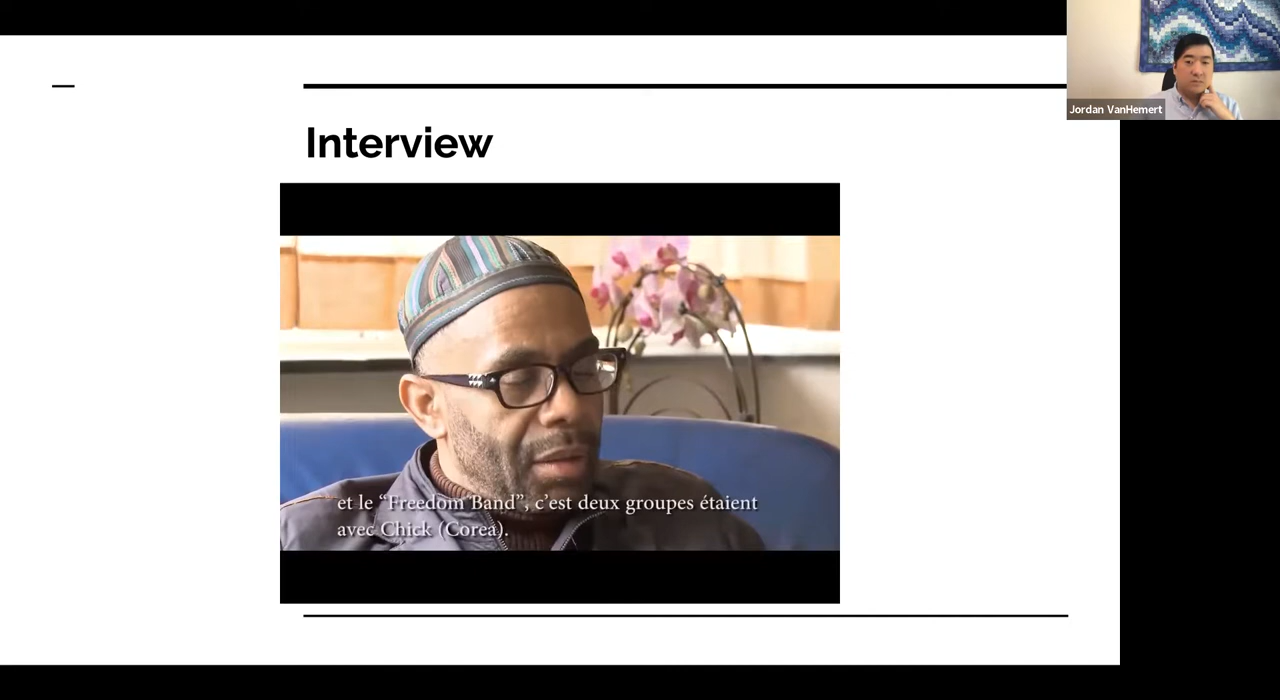 Jordan VanHemert
Interview
et le “Freedom Band”, c’est deux groupes étaient
avec Chick (Corea).